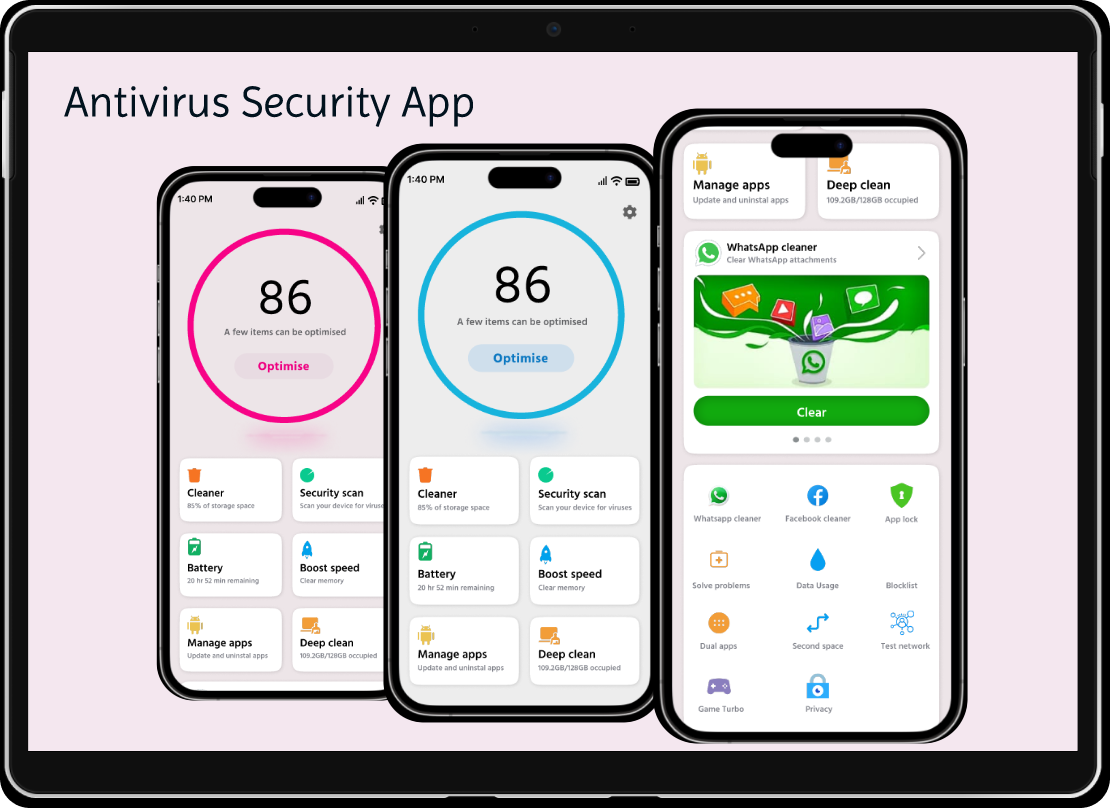 Antivirus Security App
1:40 PM
86
A few items can be optimised
Optimise
Cleaner
85% of storage space
Security scan
Scan your device for viruse
Battery
20 hr 52 min remaining
Boost speed
Clear memory
Manage apps
Update and uninstal apps
Deep clean
109.2GB/128GB occupied
1:40 PM
86
A few items can be optimised
Optimise
Cleaner
85% of storage space
Security scan
Scan your device for viruses
Battery
20 hr 52 min remaining
Boost speed
Clear memory
Manage apps
Update and uninstal apps
Deep clean
109.2GB/128GB occupied
Manage apps
Update and uninstal apps
Deep clean
109.2GB/128GB occupied
WhatsApp cleaner
Clear WhatsApp attachments
Clear
Whatsapp cleaner
Facebook cleaner
App lock
Solve problems
Data Usage
Blocklist
Dual apps
Second space
Test network
Game Turbo
Privacy